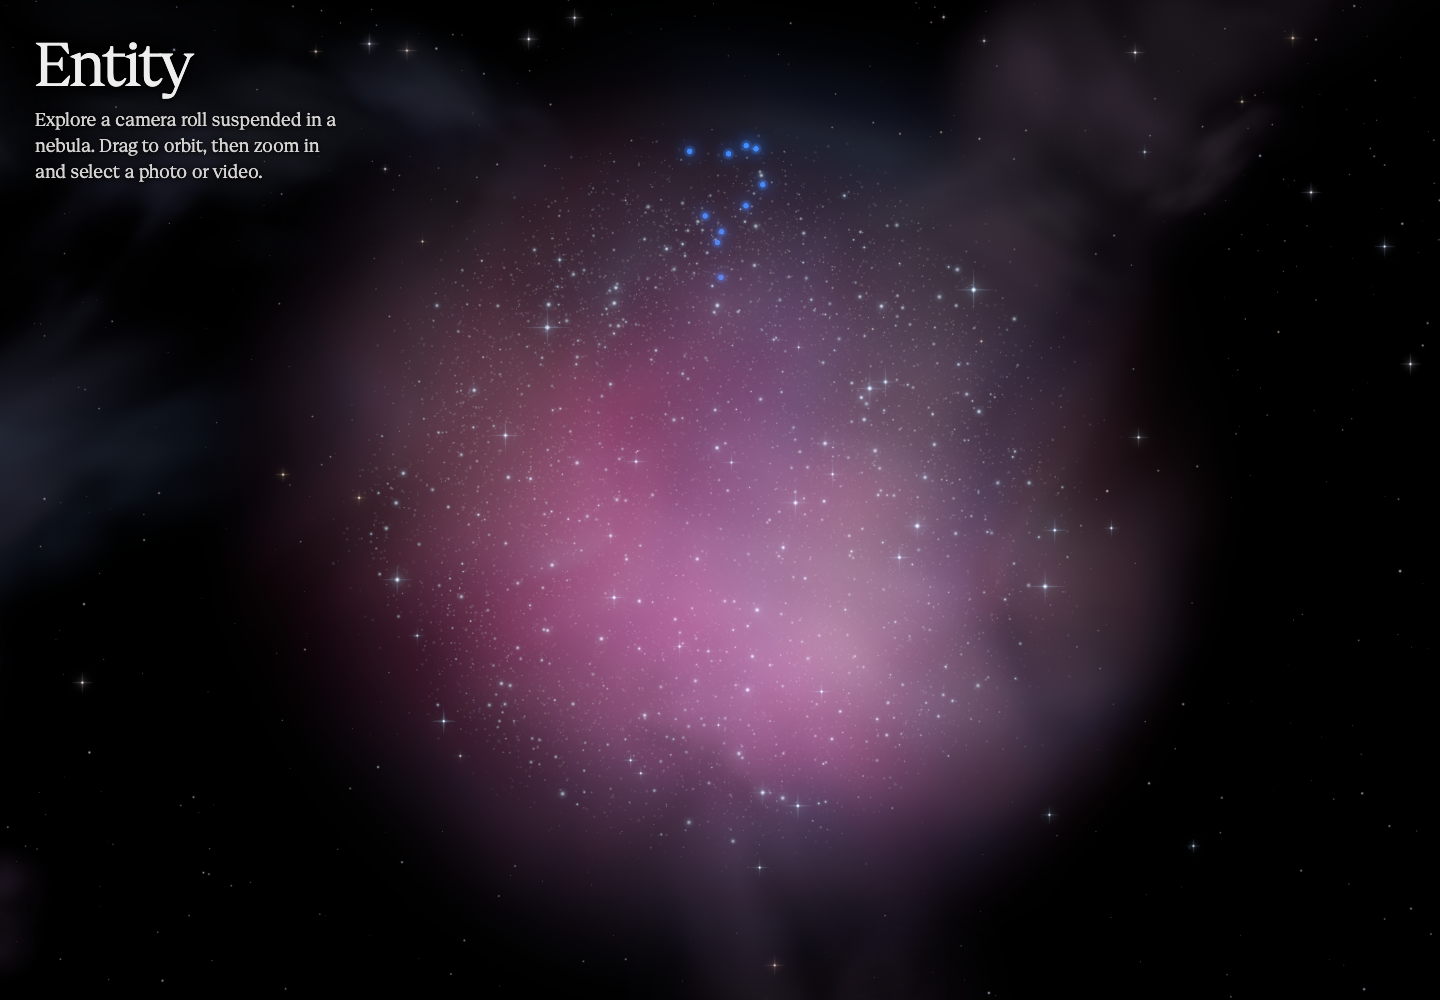 Entity
Explore a camera roll suspended in a
nebula. Drag to orbit, then zoom in
and select a photo or video.